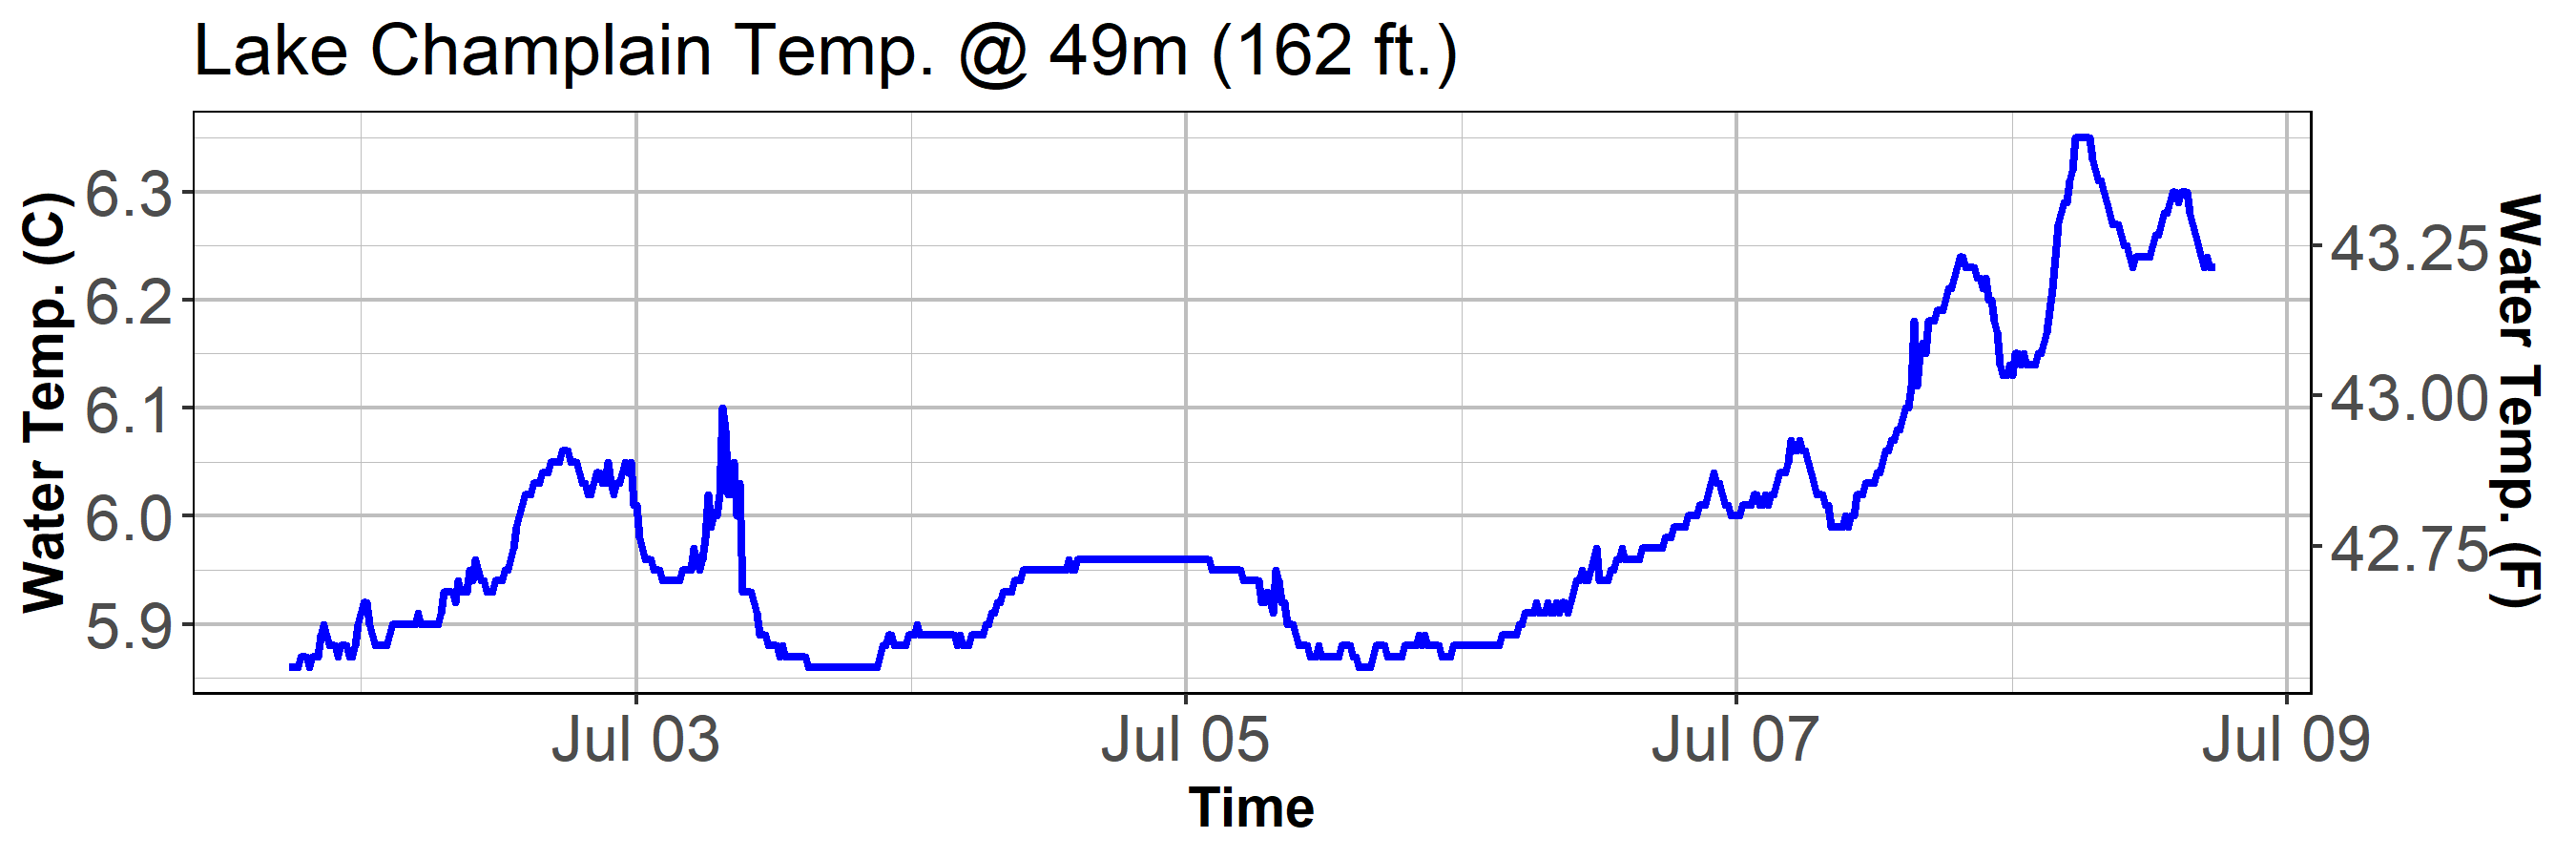 Lake Champlain Temp. @ 49m (162 ft.)
Water Temp. (C)
6.3
6.2
6.1
6.0
5.9
43.25
43.00
42.75
Water Temp. (F)
Jul 03 Jul 05 Jul 07 Jul 09
Time